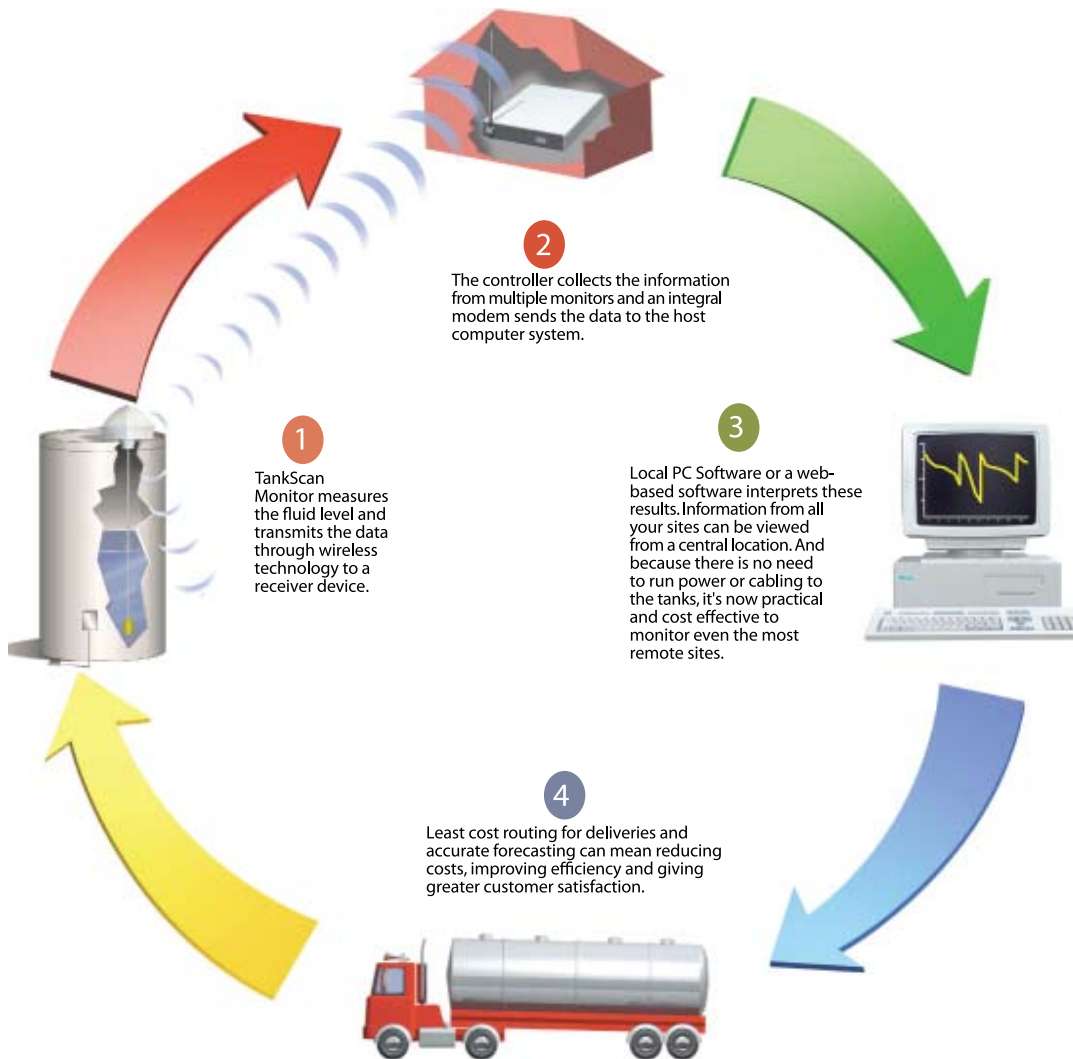 1
TankScan
Monitor measures
the fluid level and
transmits the data
through wireless
technology to a
receiver device.
2
The controller collects the information
from multiple monitors and an integral
modem sends the data to the host
computer system.
3
Local PC Software or a web-
based software interprets these
results. Information from all
your sites can be viewed
from a central location. And
because there is no need
to run power or cabling to
the tanks, it's now practical
and cost effective to
monitor even the most
remote sites.
4
Least cost routing for deliveries and
accurate forecasting can mean reducing
costs, improving efficiency and giving
greater customer satisfaction.